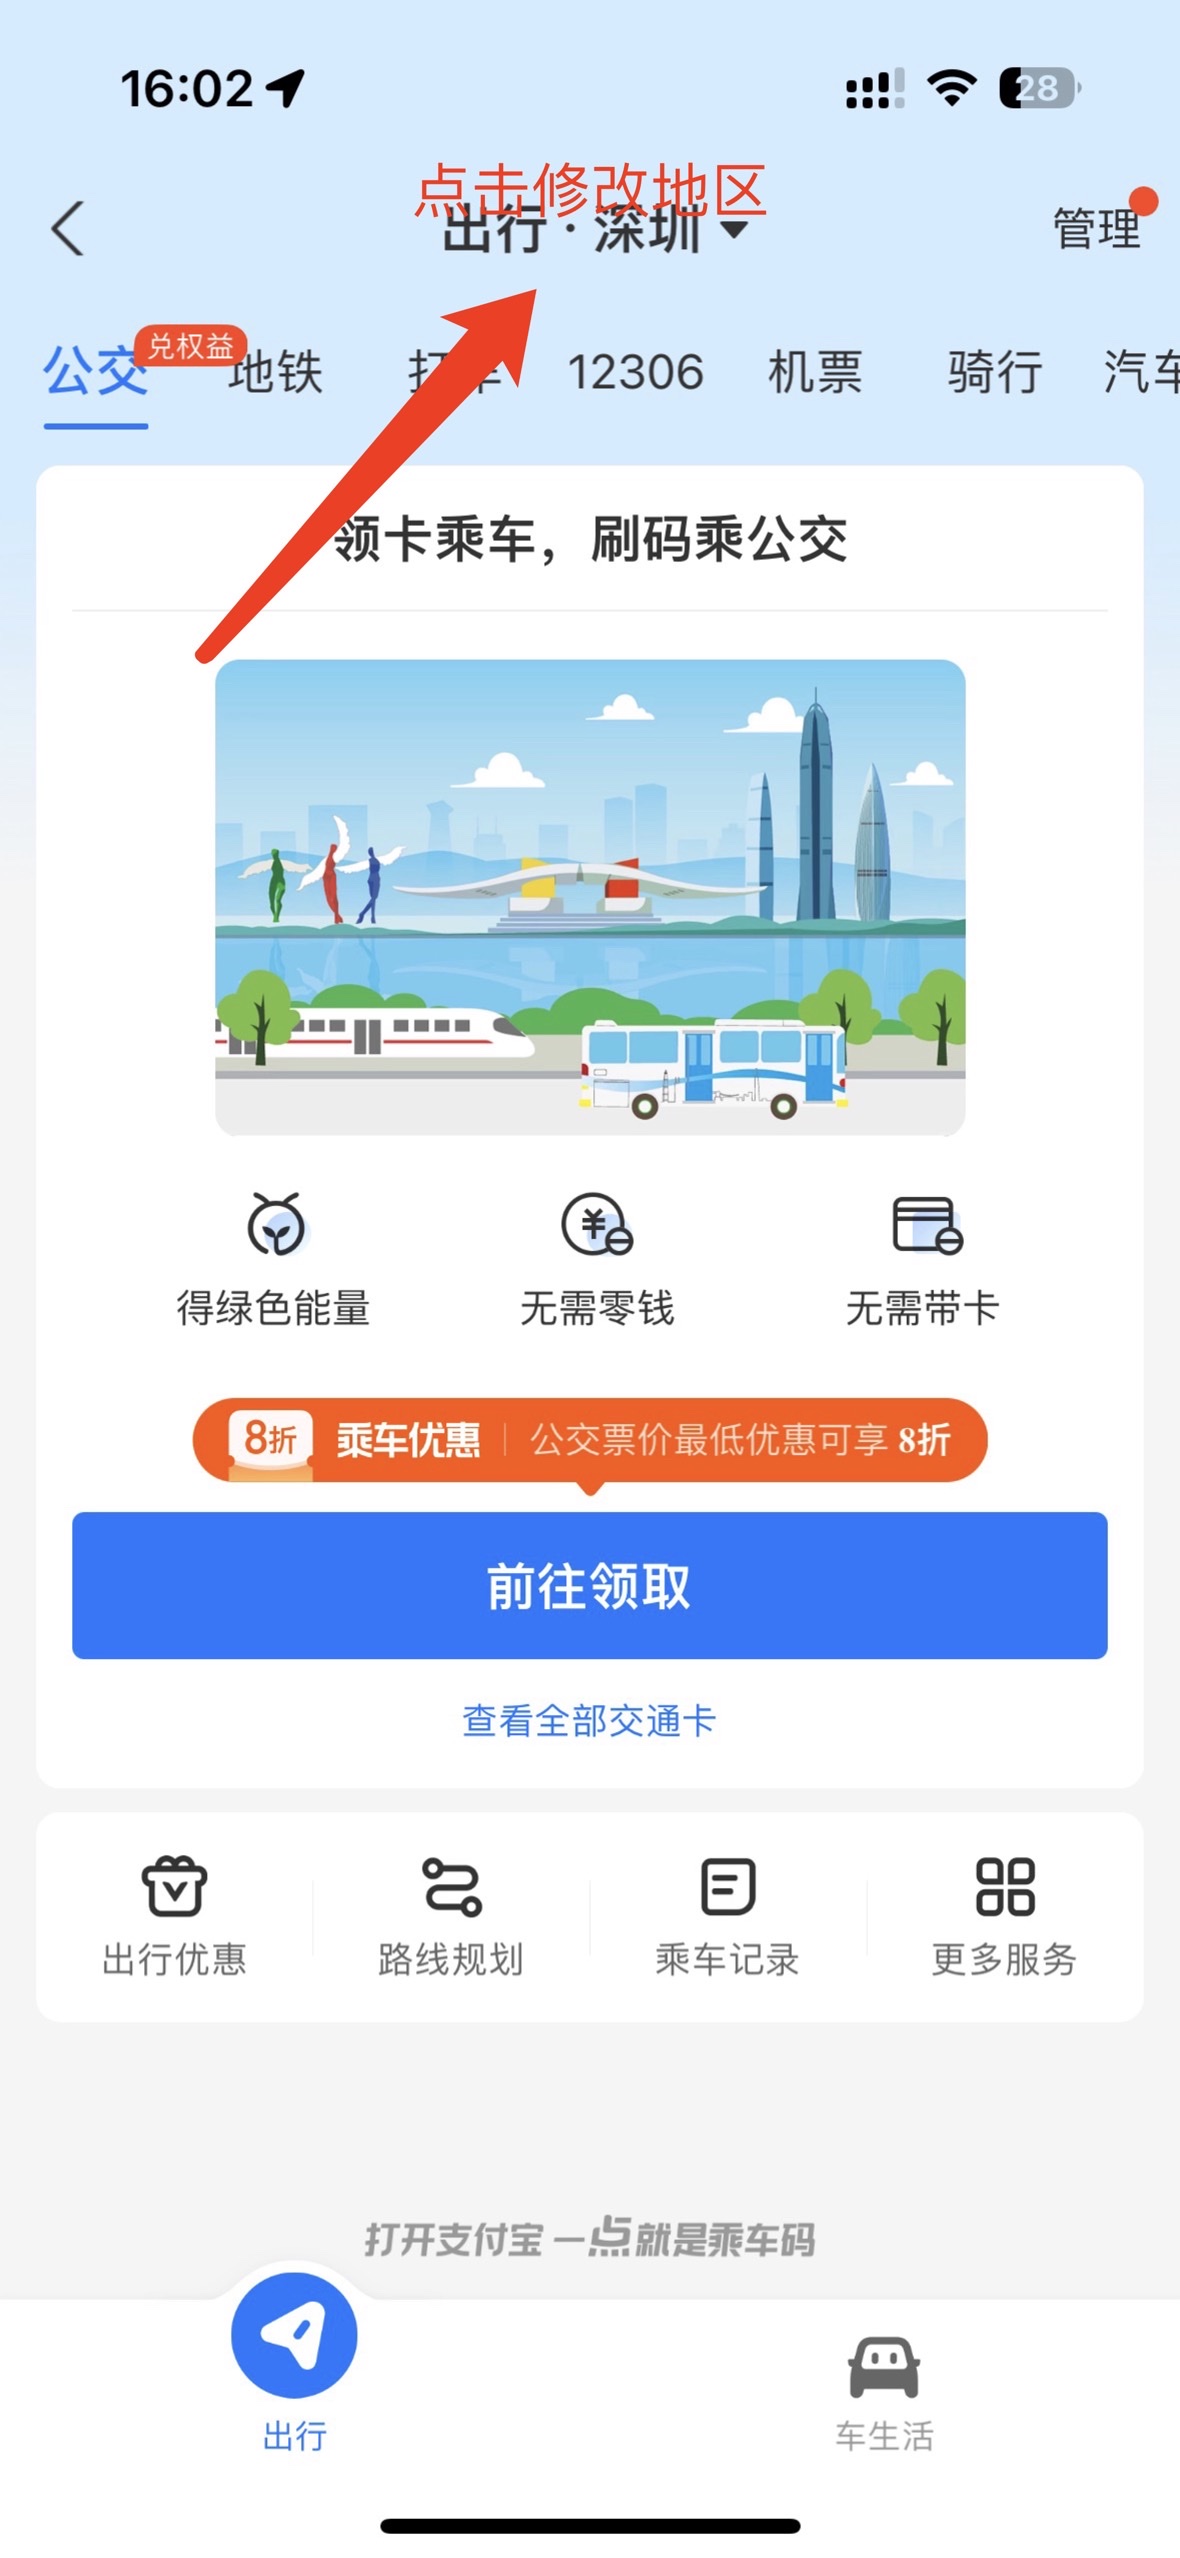 16:02
28
点击修改地区
出行·深圳
管理
公交
兑权益
地铁
打车
12306
机票
骑行
汽车
领卡乘车，刷码乘公交
得绿色能量
无需零钱
无需带卡
8折 乘车优惠 公交票价最低优惠可享 8折
前往领取
查看全部交通卡
出行优惠
路线规划
乘车记录
更多服务
打开支付宝 一点就是乘车码
出行
车生活